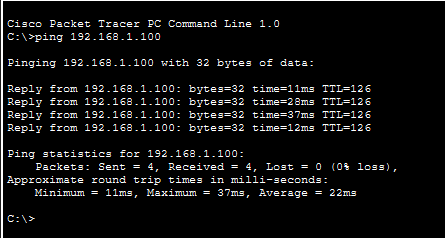 Cisco Packet Tracer PC Command Line 1.0
C:\>ping 192.168.1.100
Pinging 192.168.1.100 with 32 bytes of data:
Reply from 192.168.1.100: bytes=32 time=11ms TTL=126
Reply from 192.168.1.100: bytes=32 time=28ms TTL=126
Reply from 192.168.1.100: bytes=32 time=37ms TTL=126
Reply from 192.168.1.100: bytes=32 time=12ms TTL=126
Ping statistics for 192.168.1.100:
Packets: Sent = 4, Received = 4, Lost = 0 (0% loss),
Approximate round trip times in milli-seconds:
Minimum = 11ms, Maximum = 37ms, Average = 22ms
C:\>